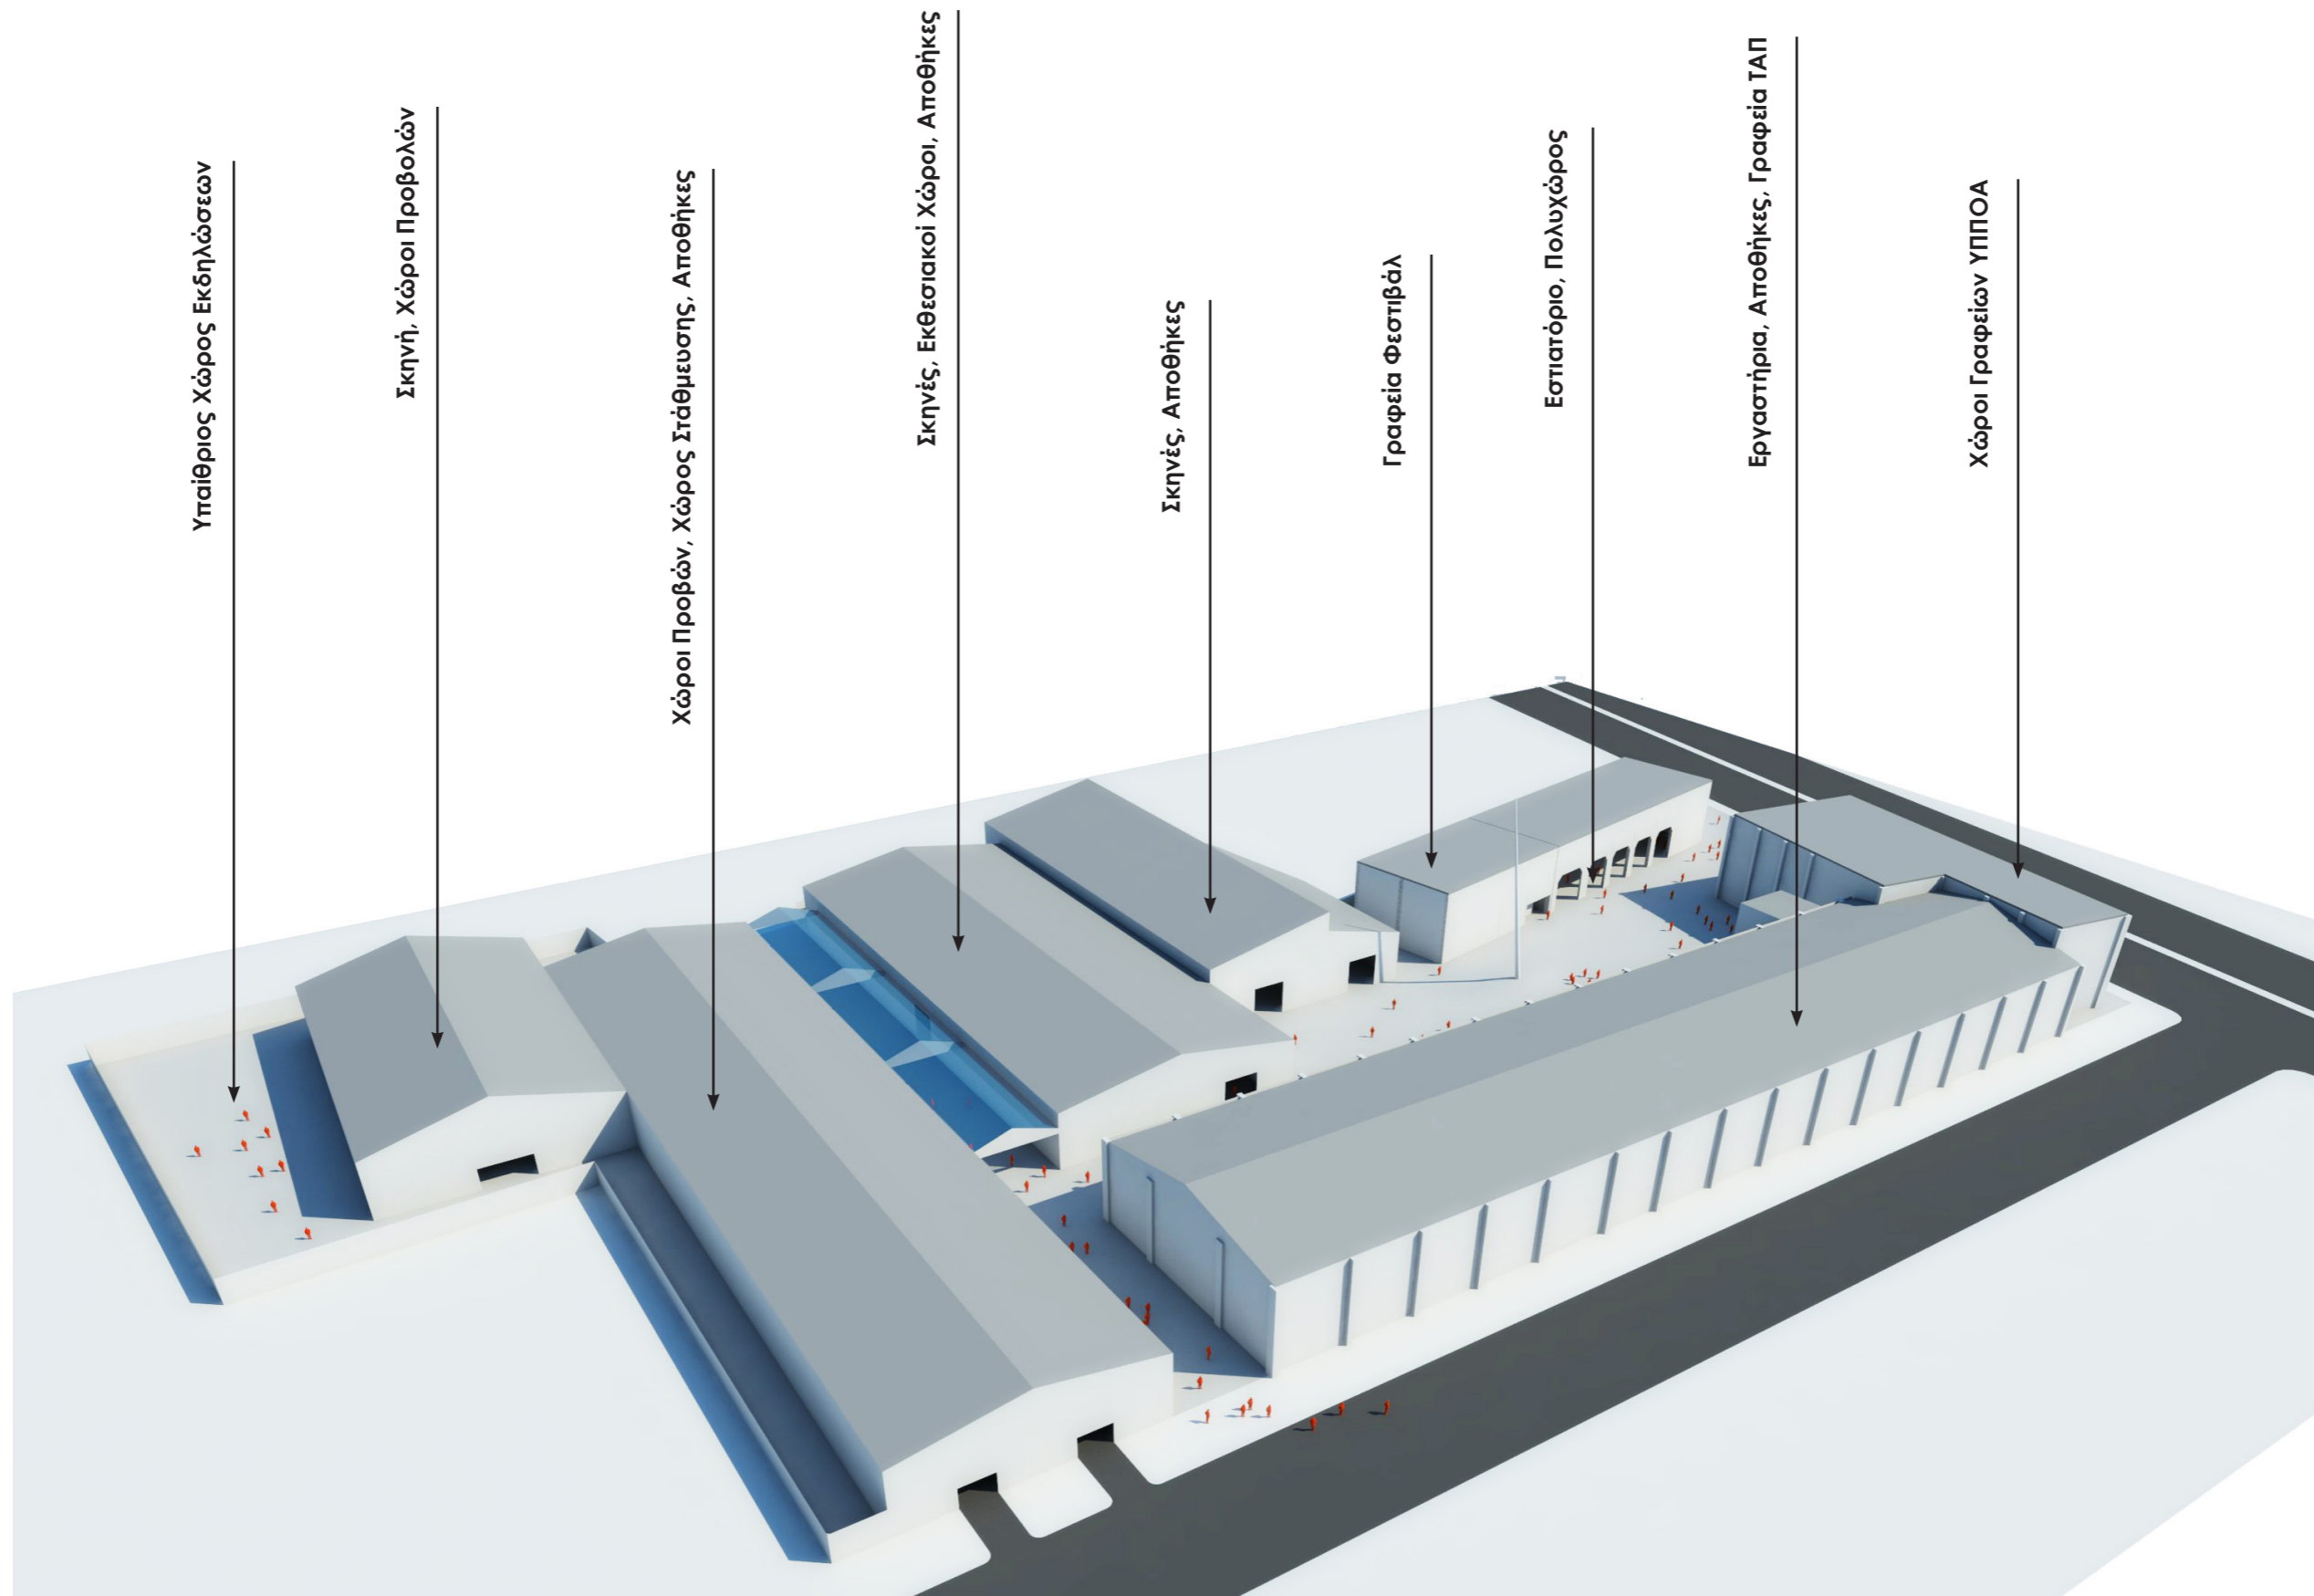 Υπαίθριος Χώρος Εκδηλώσεων
Σκηνή, Χώροι Προβολών
Χώροι Προβών, Χώρος Στάθμευσης, Αποθήκες
Σκηνές, Εκθεσιακοί Χώροι, Αποθήκες
Σκηνές, Αποθήκες
Γραφεία Φεστιβάλ
Εστιατόριο, Πολυχώρος
Εργαστήρια, Αποθήκες, Γραφεία ΤΑΠ
Χώροι Γραφείων ΥΠΠΟΑ